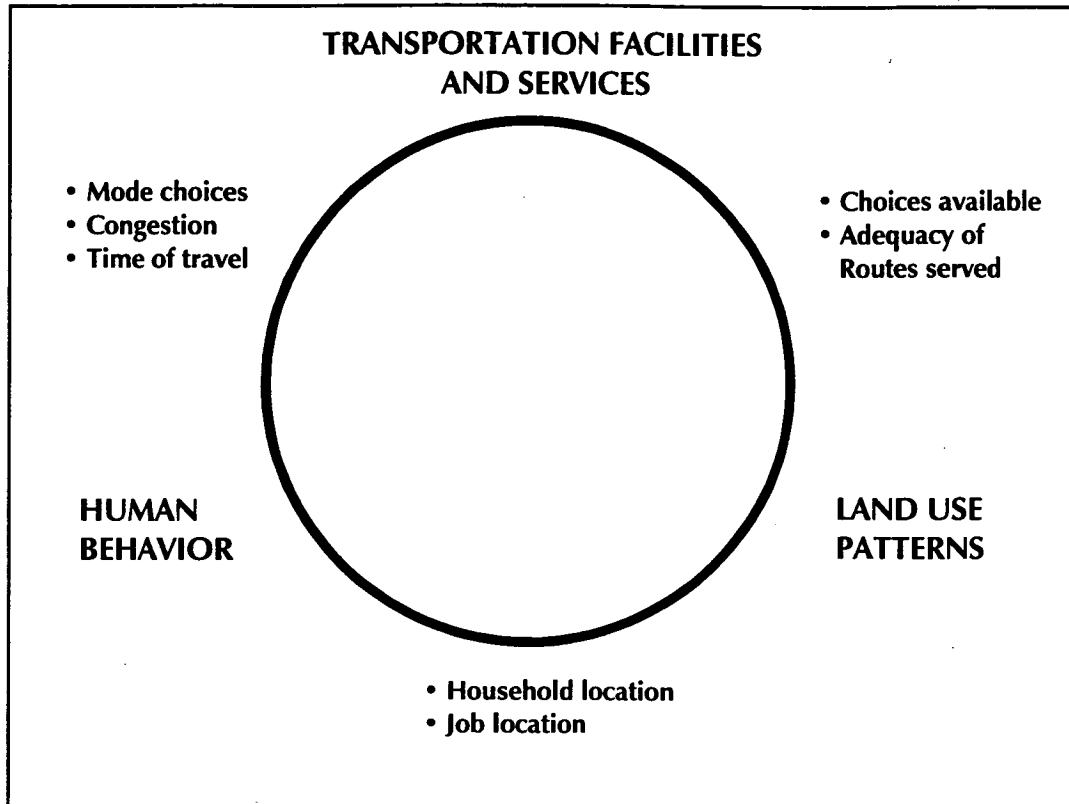 TRANSPORTATION FACILITIES
AND SERVICES
• Mode choices
• Congestion
• Time of travel
• Choices available
• Adequacy of
Routes served
HUMAN
BEHAVIOR
LAND USE
PATTERNS
• Household location
• Job location